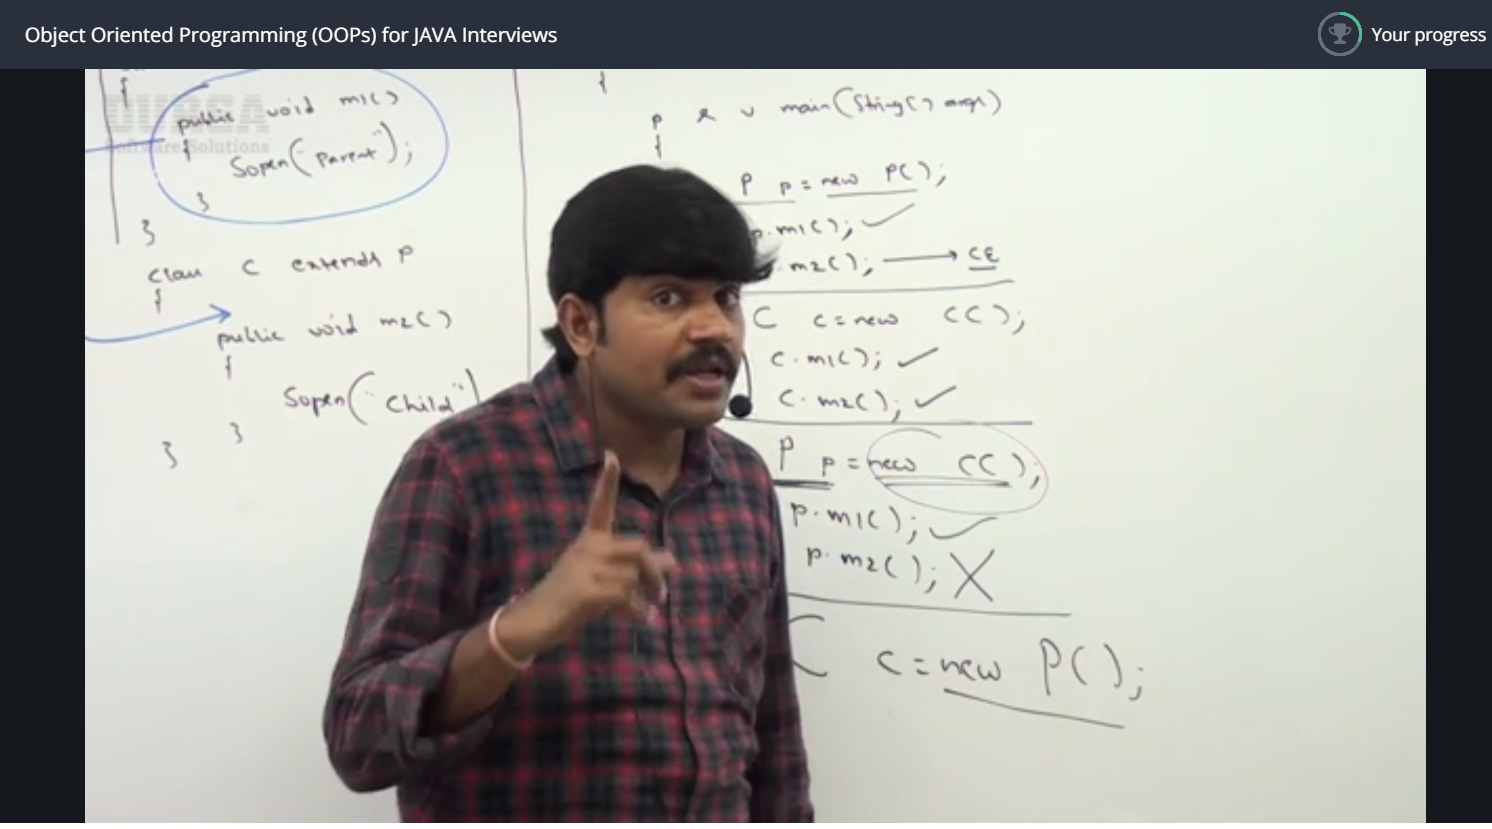 Object Oriented Programming (OOPs) for JAVA Interviews
Your progress
DURGA
Software Solutions
{
public void m1()
{
Sopln("parent");
}
}
class C extends P
{
public void m2()
{
Sopln("child")
}
}
{
p s v main(String[] args)
{
P p = new P();
p.m1(); ✓
p.m2(); → CE
C c = new C();
c.m1(); ✓
c.m2(); ✓
P p = new C();
p.m1(); ✓
p.m2(); X
C c = new P();